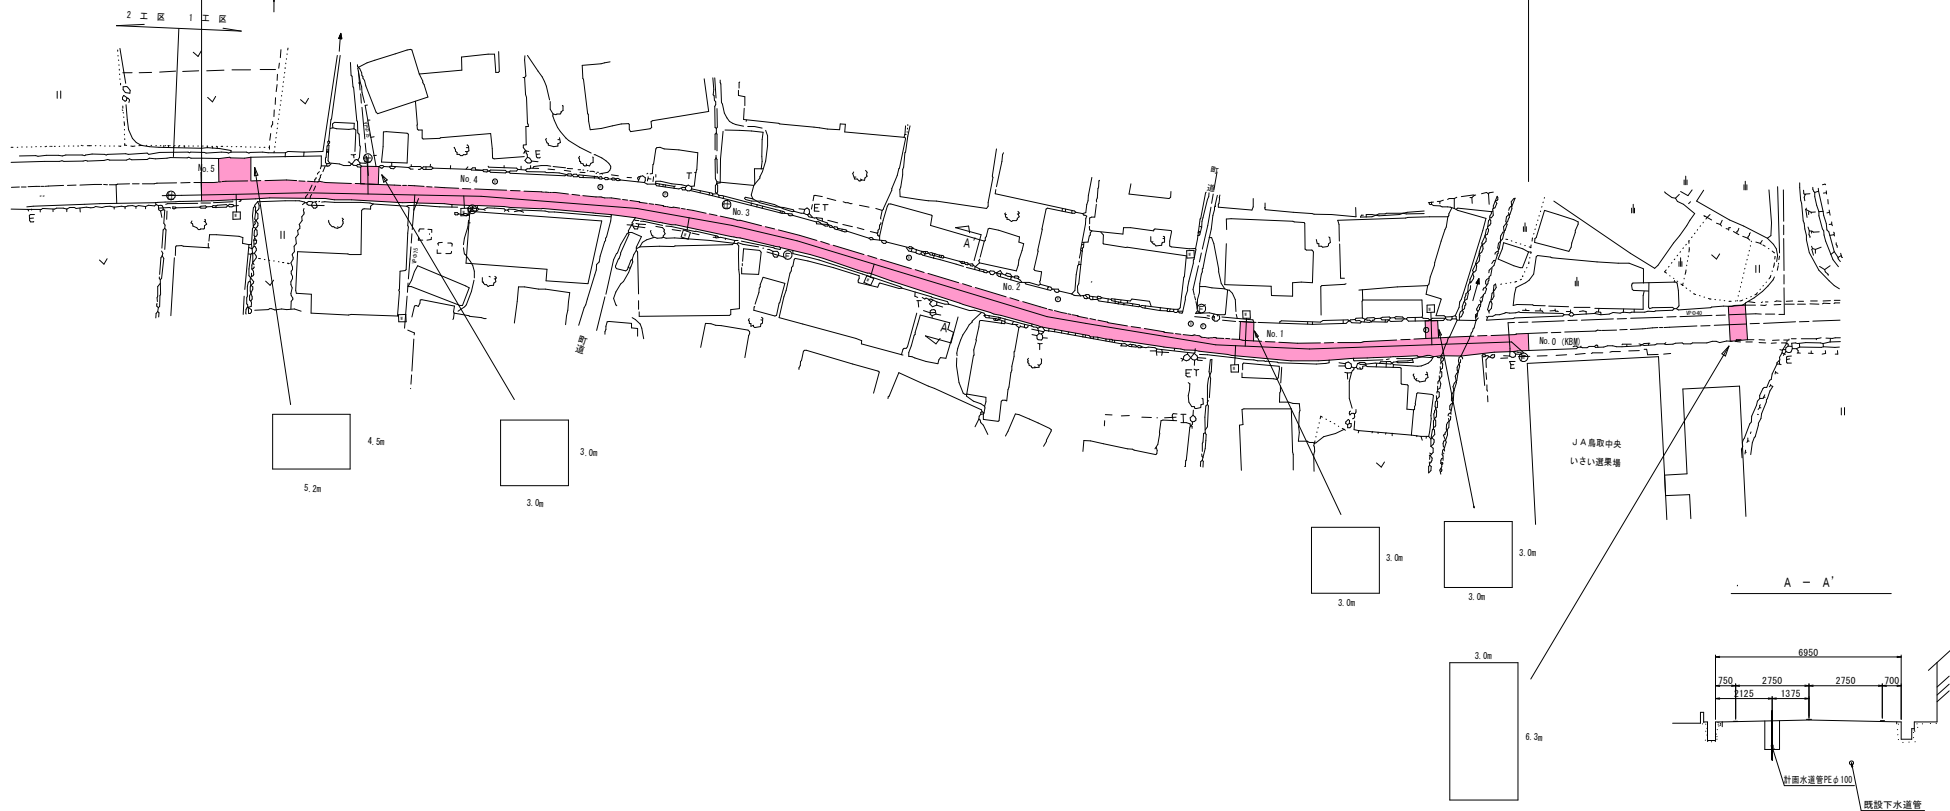 2 工 区
1 工 区
No.5
No.4
No.3
No.2
No.1
No.0 (KBM)
E
T
E
H
T
ET
A'
A
町道
町道
T
ET
ET
T
E
E
VPφ40
JA鳥取中央
いさい選果場
4.5m
5.2m
3.0m
3.0m
3.0m
3.0m
3.0m
3.0m
3.0m
6.3m
A － A'
6950
750
2750
2750
700
2125
1375
計画水道管PEφ100
既設下水道管